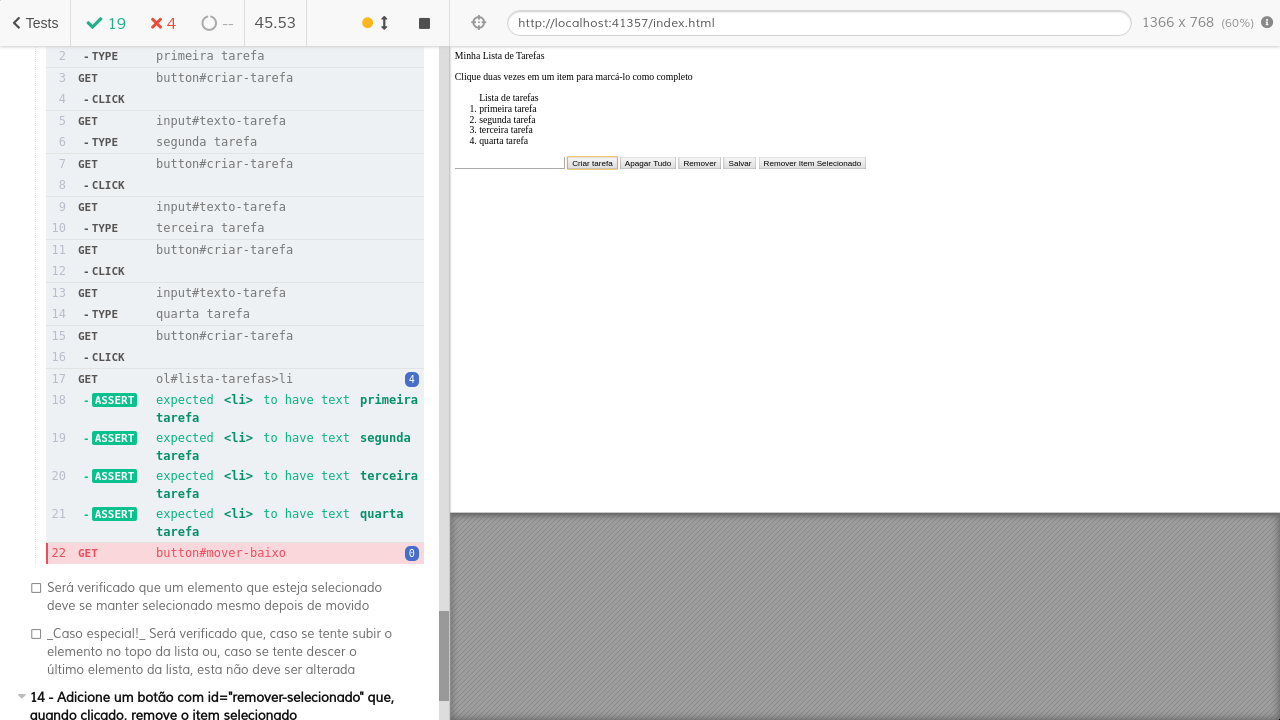 Tests 19 4 -- 45.53
http://localhost:41357/index.html 1366 x 768 (60%)
2 - TYPE primeira tarefa
3 GET button#criar-tarefa
4 - CLICK
5 GET input#texto-tarefa
6 - TYPE segunda tarefa
7 GET button#criar-tarefa
8 - CLICK
9 GET input#texto-tarefa
10 - TYPE terceira tarefa
11 GET button#criar-tarefa
12 - CLICK
13 GET input#texto-tarefa
14 - TYPE quarta tarefa
15 GET button#criar-tarefa
16 - CLICK
17 GET ol#lista-tarefas>li 4
18 - ASSERT expected <li> to have text primeira
tarefa
19 - ASSERT expected <li> to have text segunda
tarefa
20 - ASSERT expected <li> to have text terceira
tarefa
21 - ASSERT expected <li> to have text quarta
tarefa
22 GET button#mover-baixo 0
Será verificado que um elemento que esteja selecionado
deve se manter selecionado mesmo depois de movido
_Caso especial!_ Será verificado que, caso se tente subir o
elemento no topo da lista ou, caso se tente descer o
último elemento da lista, esta não deve ser alterada
14 - Adicione um botão com id="remover-selecionado" que,
quando clicado, remove o item selecionado
Minha Lista de Tarefas
Clique duas vezes em um item para marcá-lo como completo
Lista de tarefas
1. primeira tarefa
2. segunda tarefa
3. terceira tarefa
4. quarta tarefa
Criar tarefa Apagar Tudo Remover Salvar Remover Item Selecionado